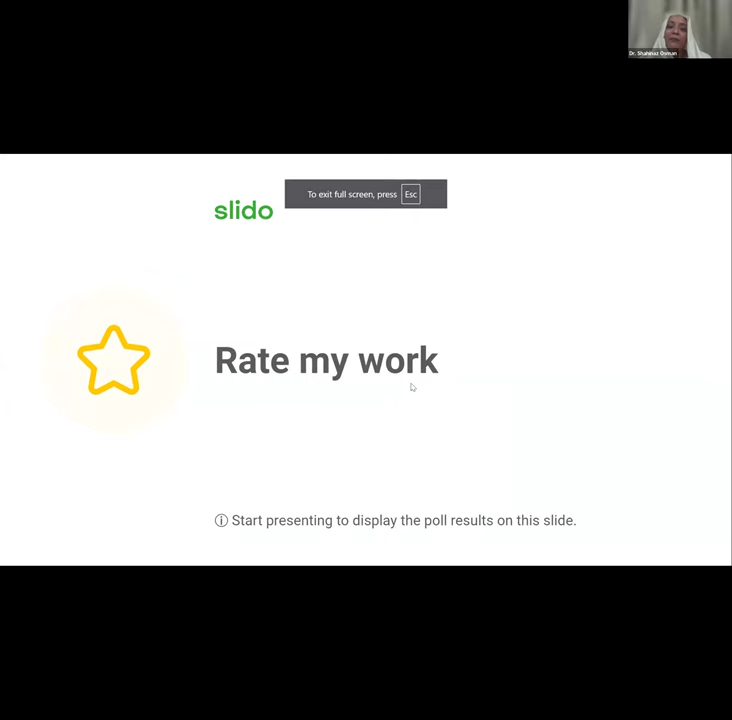 Dr. Shahinaz Osman
To exit full screen, press Esc
slido
Rate my work
Start presenting to display the poll results on this slide.